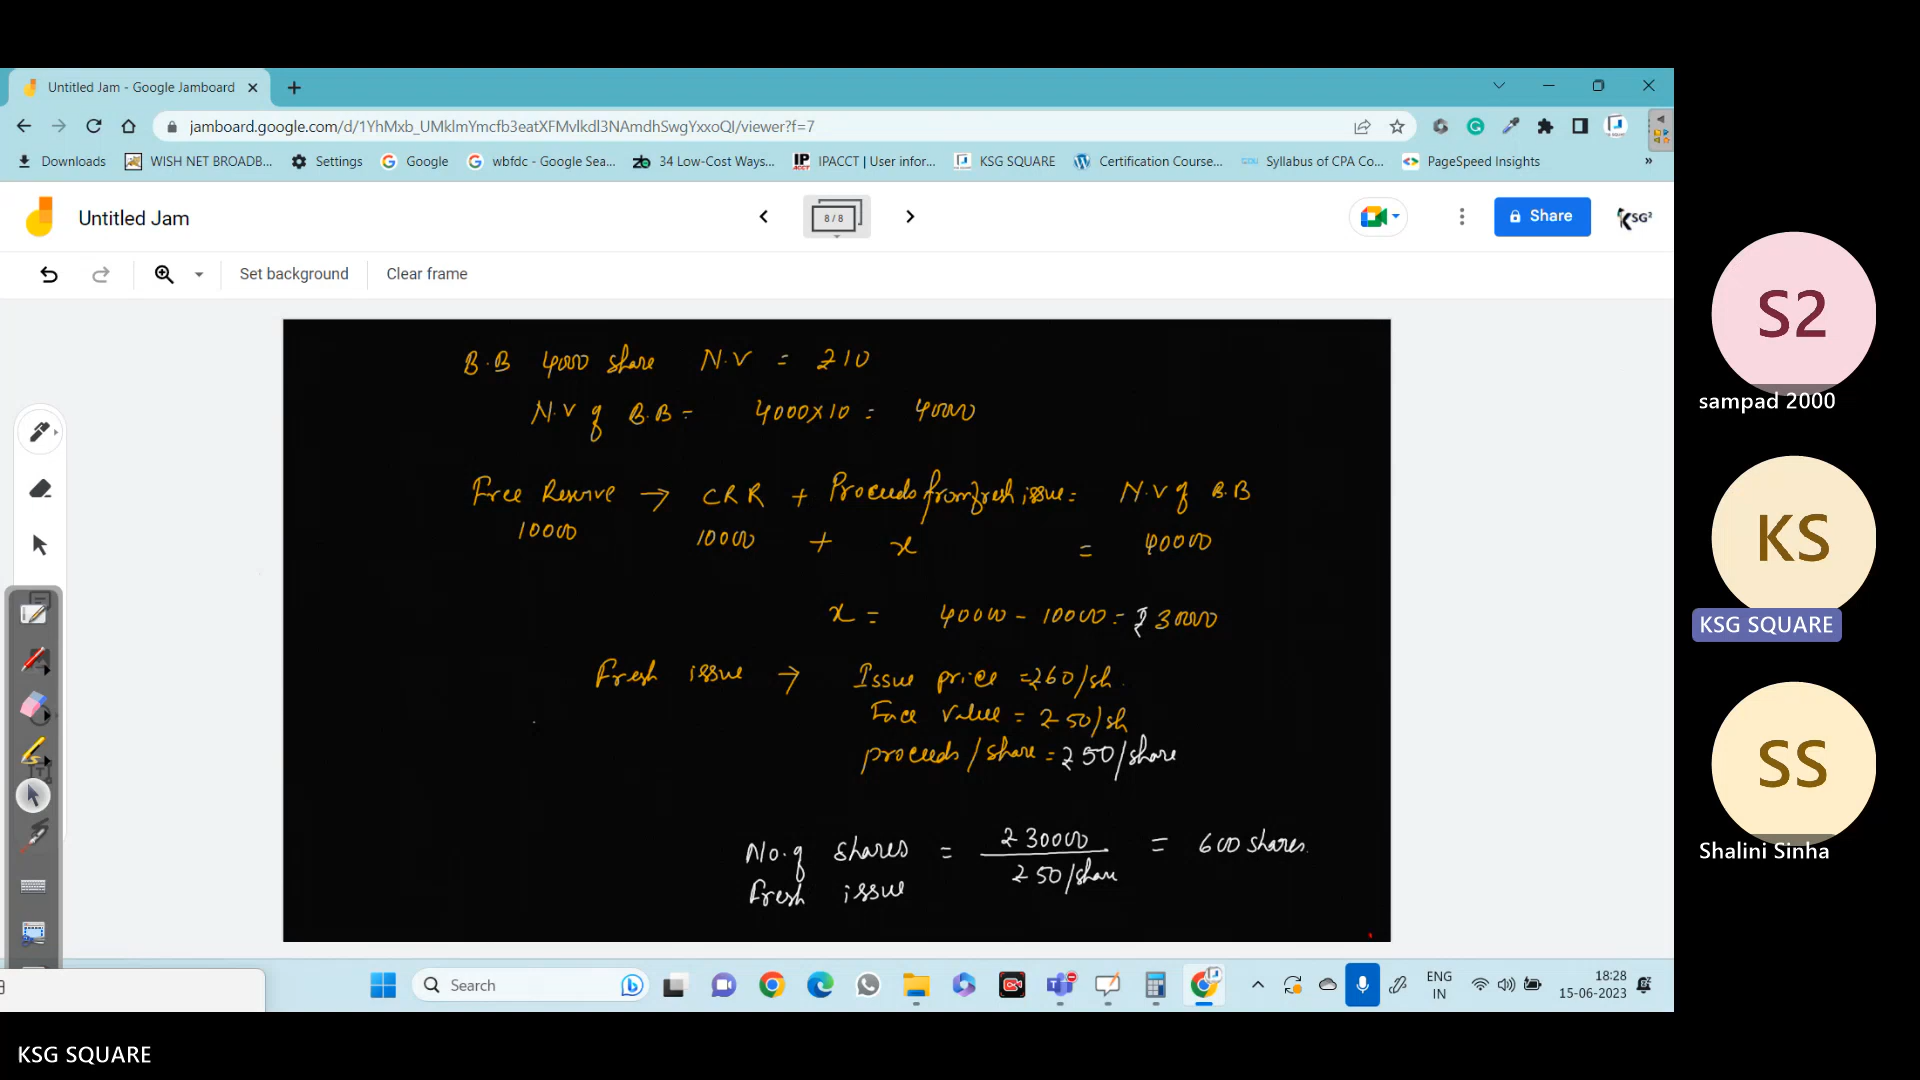 Untitled Jam - Google Jamboard
jamboard.google.com/d/1YhMxb_UMklmYmcfb3eatXFMvlkdl3NAmdhSwgYxxoQI/viewer?f=7
Downloads WISH NET BROADB... Settings Google wbfdc - Google Sea... 34 Low-Cost Ways... IPACCT | User infor... KSG SQUARE Certification Course... Syllabus of CPA Co... PageSpeed Insights »
Untitled Jam 8 / 8 Share KSG²
Set background Clear frame
B.B 4000 share N.V = ₹10
N.V of B.B = 4000×10 = 40000
Free Reserve → CRR + Proceeds from fresh issue = N.V of B.B
10000 10000 + x = 40000
x = 40000 - 10000 = ₹30000
Fresh issue → Issue price = ₹60/sh.
Face value = ₹50/sh
proceeds/share = ₹50/share
No. of shares = ₹30000 = 600 shares.
Fresh issue ₹50/share
S2
sampad 2000
KS
KSG SQUARE
SS
Shalini Sinha
Search
ENG
IN
18:28
15-06-2023
KSG SQUARE